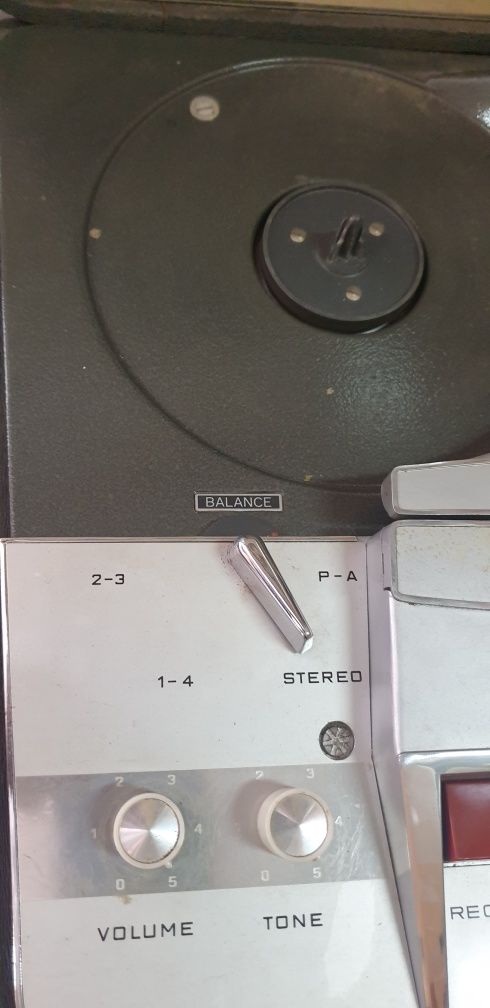 BALANCE
2-3 P-A
1-4 STEREO
2 3 2 3
1 4 4
0 5 0 5
VOLUME TONE
REC